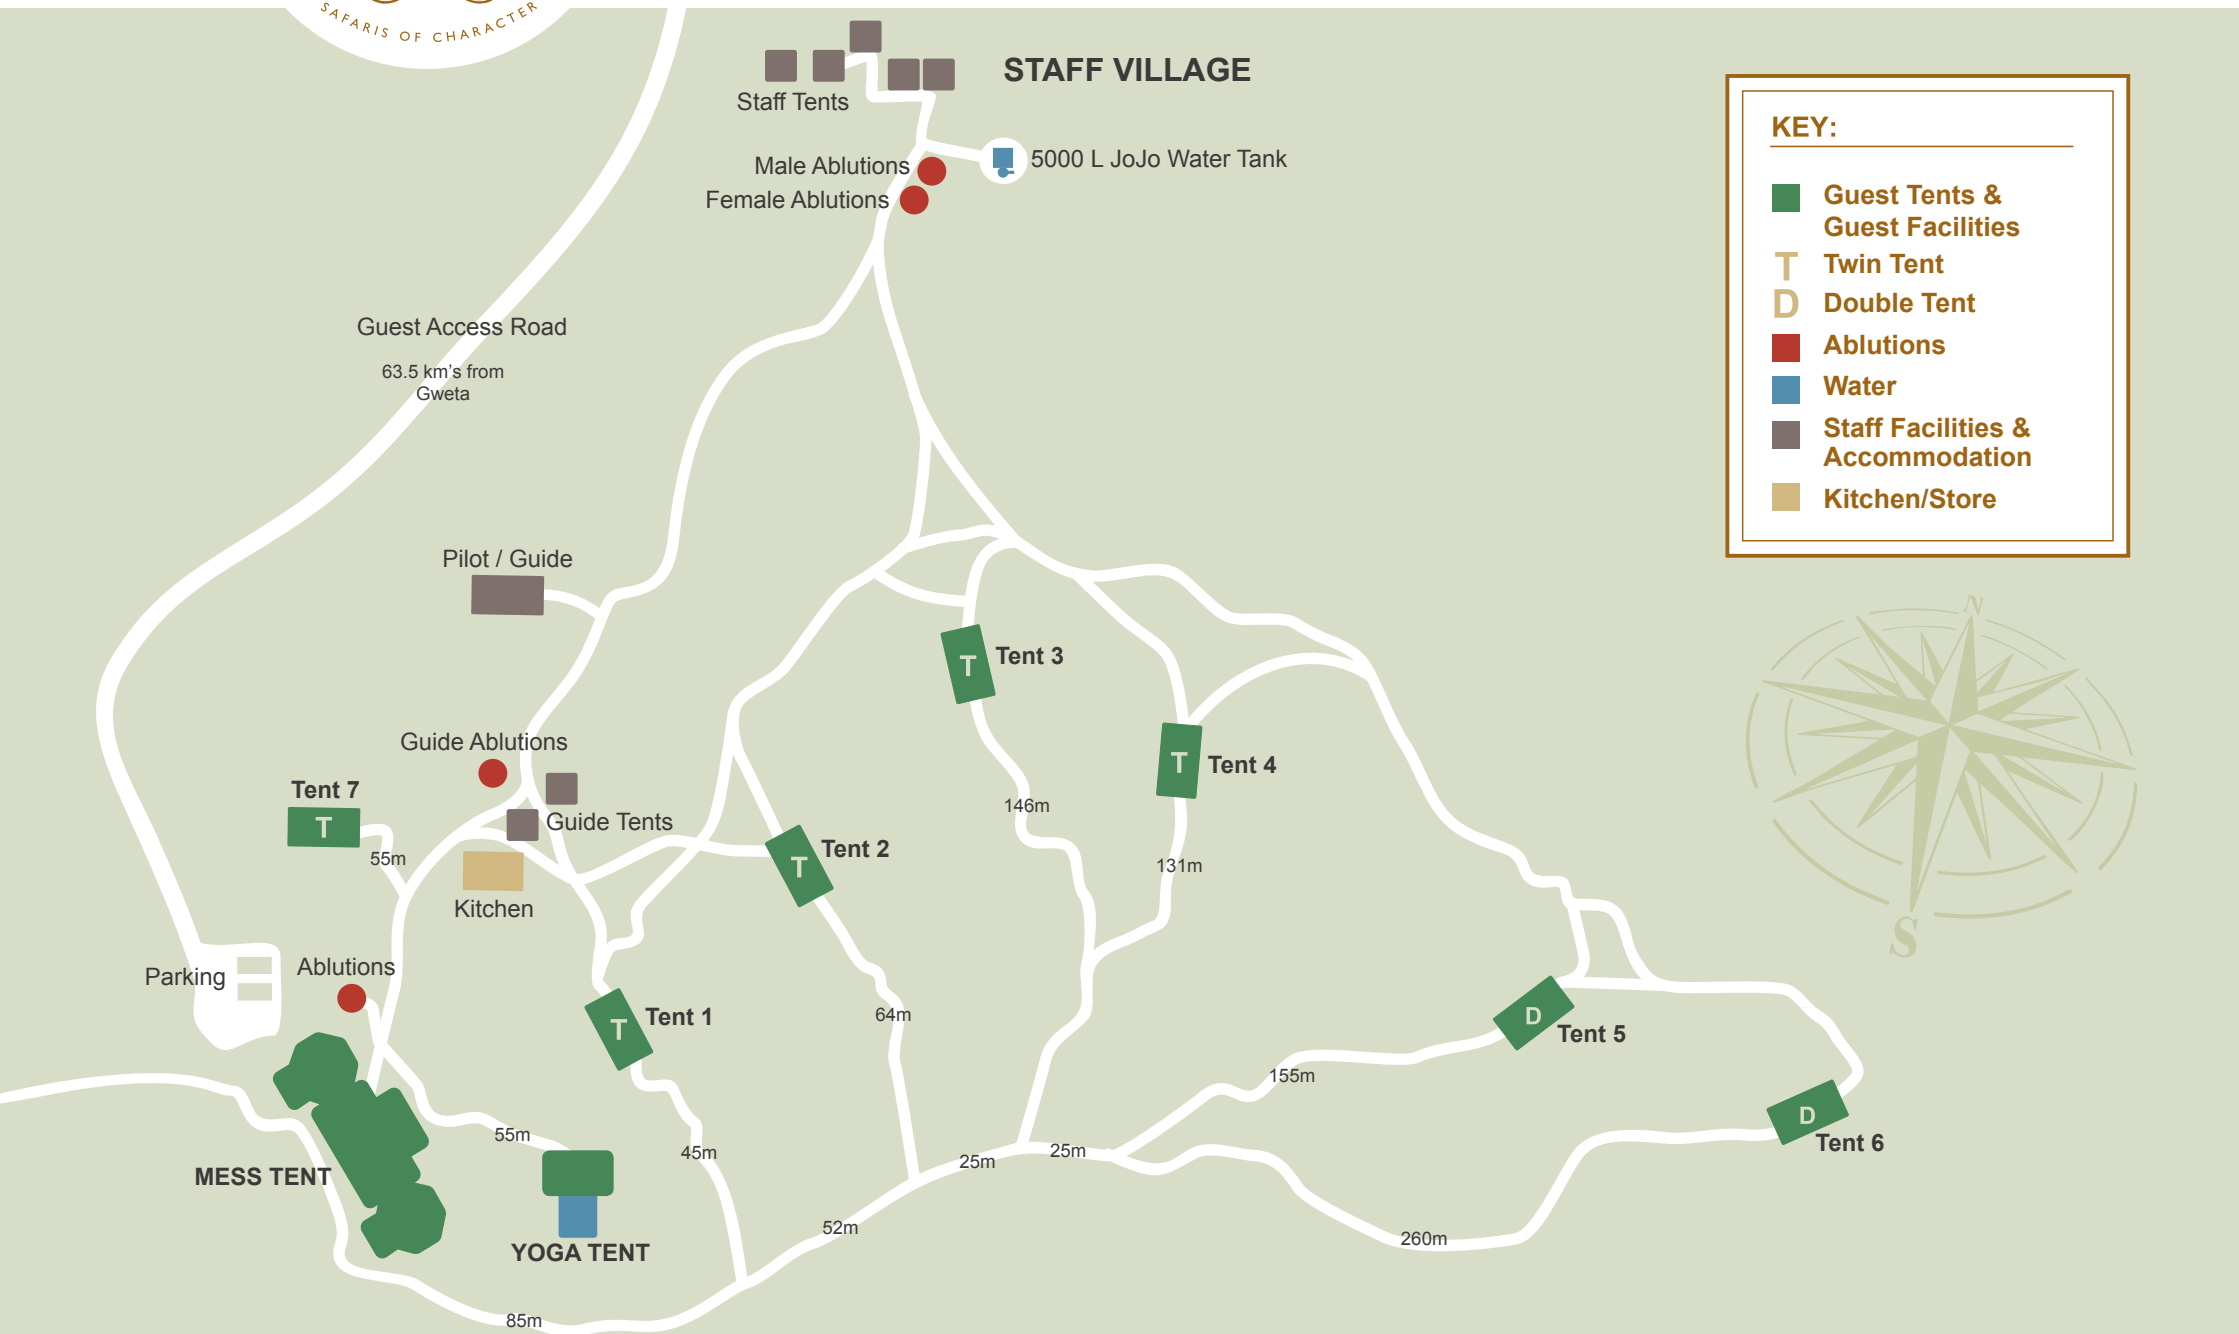 SAFARIS OF CHARACTER
STAFF VILLAGE
Staff Tents
Male Ablutions
5000 L JoJo Water Tank
Female Ablutions
KEY:
Guest Tents &
Guest Facilities
T Twin Tent
D Double Tent
Ablutions
Water
Staff Facilities &
Accommodation
Kitchen/Store
Guest Access Road
63.5 km's from
Gweta
Pilot / Guide
N
S
T Tent 3
Guide Ablutions
T Tent 4
Tent 7
T
55m
Guide Tents
146m
T Tent 2
131m
Kitchen
Parking
Ablutions
T Tent 1
64m
D
Tent 5
155m
D
Tent 6
55m
45m
25m
25m
MESS TENT
52m
260m
YOGA TENT
85m